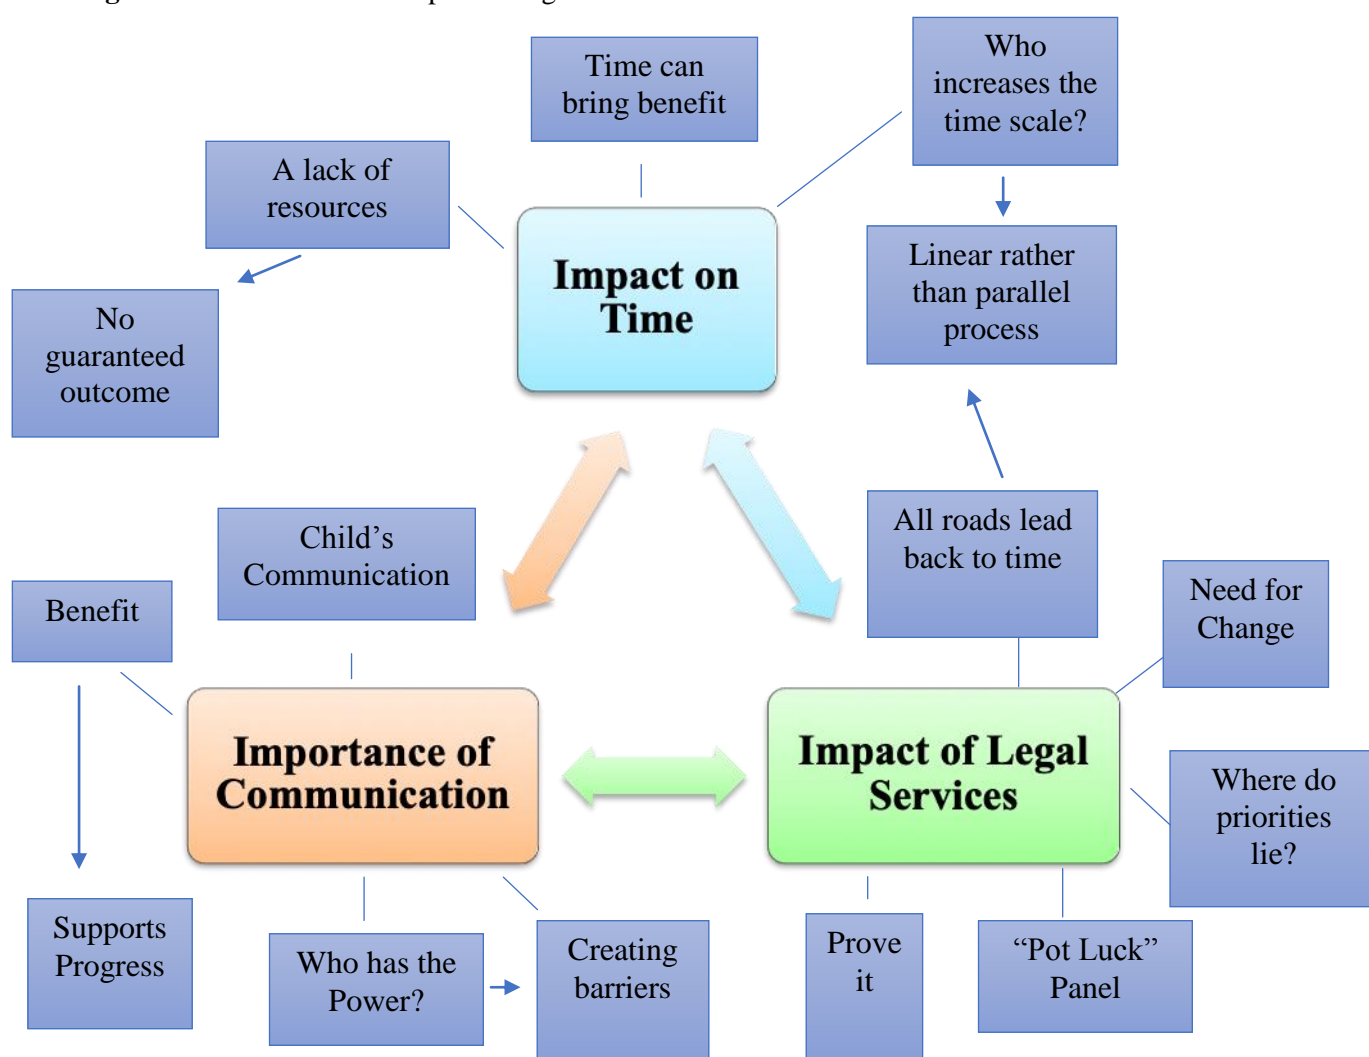 Who
increases the
time scale?
Time can
bring benefit
A lack of
resources
Impact on
Time
Linear rather
than parallel
process
No
guaranteed
outcome
Child’s
Communication
All roads lead
back to time
Need for
Change
Benefit
Importance of
Communication
Impact of Legal
Services
Where do
priorities
lie?
Supports
Progress
Who has the
Power?
Creating
barriers
Prove
it
“Pot Luck”
Panel